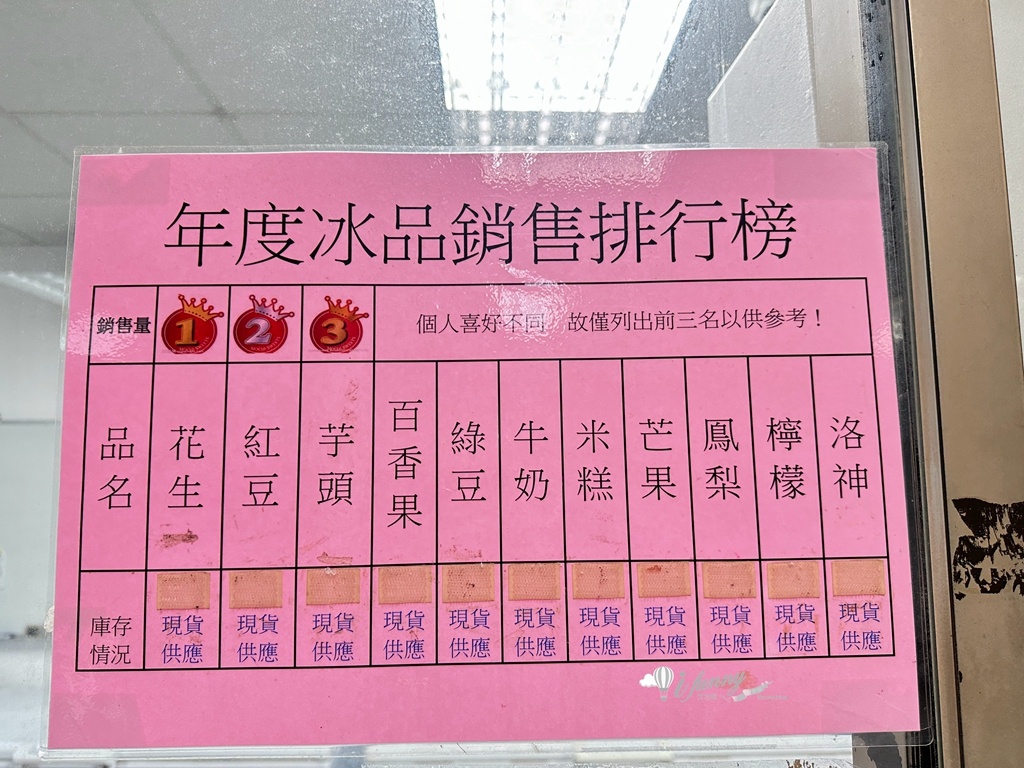 年度冰品銷售排行榜
銷售量 1 2 3 個人喜好不同 故僅列出前三名以供參考!
品名 花生 紅豆 芋頭 百香果 綠豆 牛奶 米糕 芒果 鳳梨 檸檬 洛神
庫存情況 現貨供應 現貨供應 現貨供應 現貨供應 現貨供應 現貨供應 現貨供應 現貨供應 現貨供應 現貨供應 現貨供應